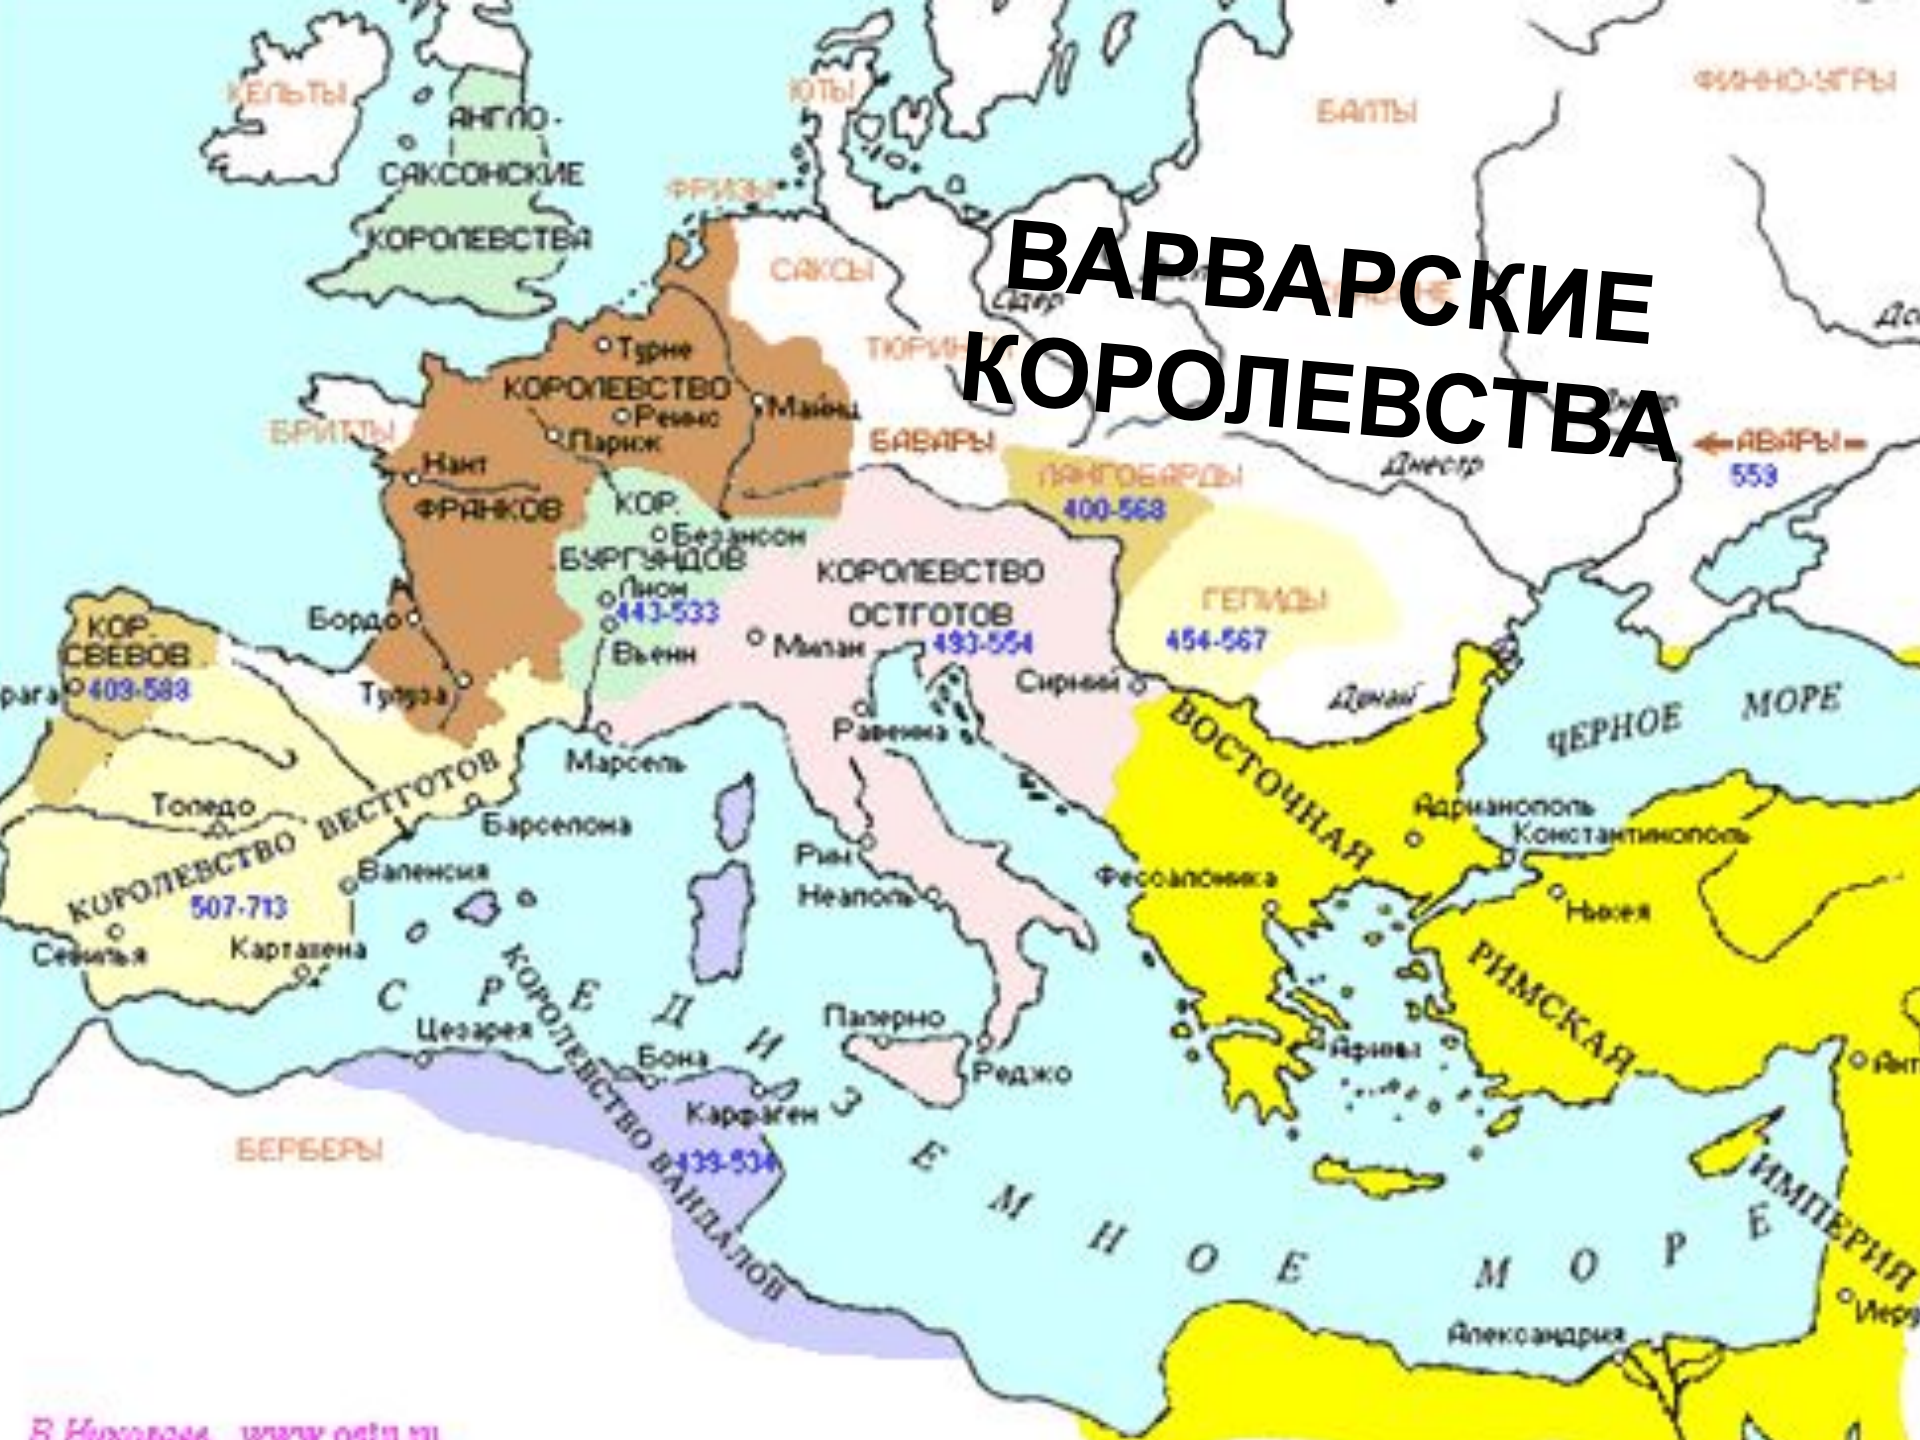 КЕЛЬТЫ
АНГЛО-
САКСОНСКИЕ
КОРОЛЕВСТВА
ЮТЫ
ФРИЗЫ
БАЛТЫ
ФИННО-УГРЫ
САКСЫ
ВАРВАРСКИЕ
КОРОЛЕВСТВА
Одер
Турне
КОРОЛЕВСТВО
Реймс
Майнц
Париж
БРИТТЫ
Нант
ФРАНКОВ
БАВАРЫ
ЛАНГОБАРДЫ
400-568
Днестр
АВАРЫ
559
КОР.
Безансон
БУРГУНДОВ
Лион
443-533
Вьенн
КОРОЛЕВСТВО
ОСТГОТОВ
493-554
Милан
ГЕПИДЫ
454-567
Сирмий
Дунай
Бордо
КОР.
СВЕВОВ
409-588
Тулуза
Равенна
Марсель
ВОСТОЧНАЯ
ЧЕРНОЕ МОРЕ
Толедо
КОРОЛЕВСТВО ВЕСТГОТОВ
507-713
Барселона
Валенсия
Рим
Неаполь
Фессалоника
Адрианополь
Константинополь
Никея
Севилья
Картахена
РИМСКАЯ
СРЕДИЗЕМНОЕ МОРЕ
Цезарея
КОРОЛЕВСТВО ВАНДАЛОВ
Бона
Палермо
Реджо
Афины
Карфаген
439-534
БЕРБЕРЫ
ИМПЕРИЯ
Александрия